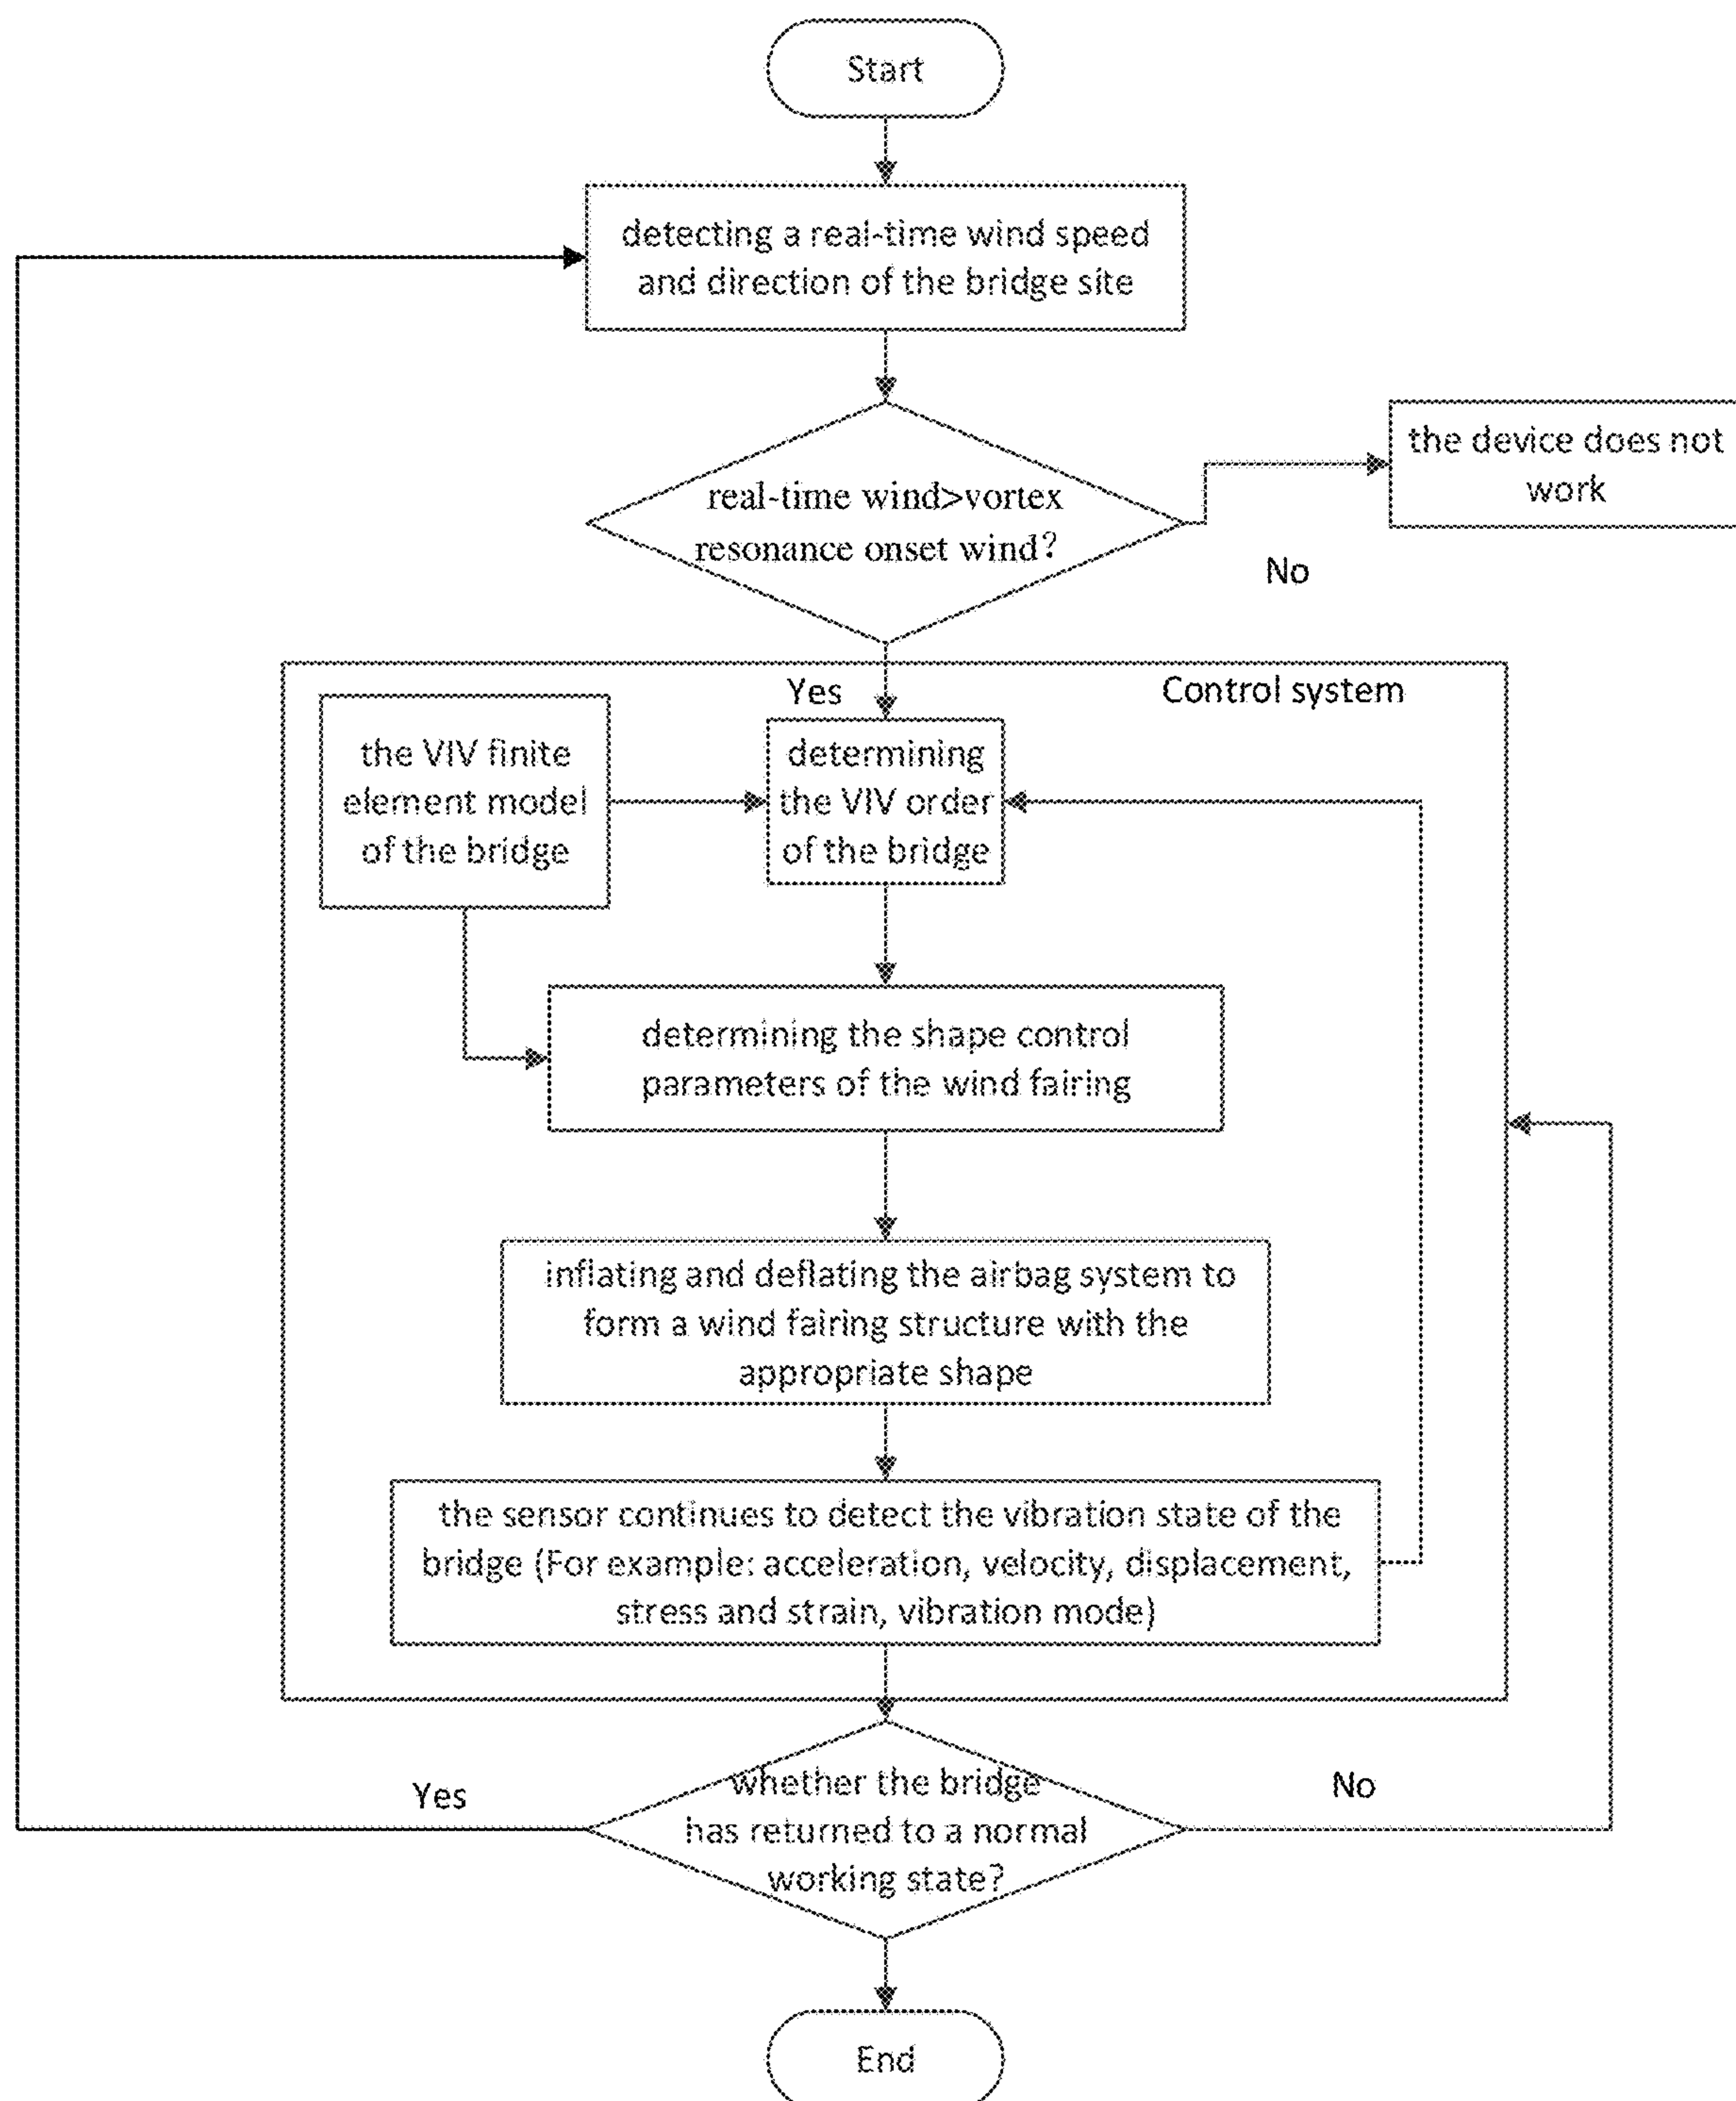 Start
detecting a real-time wind speed
and direction of the bridge site
real-time wind>vortex
resonance onset wind?
the device does not
work
No
Yes
Control system
the VIV finite
element model
of the bridge
determining
the VIV order
of the bridge
determining the shape control
parameters of the wind fairing
inflating and deflating the airbag system to
form a wind fairing structure with the
appropriate shape
the sensor continues to detect the vibration state of the
bridge (For example: acceleration, velocity, displacement,
stress and strain, vibration mode)
Yes
whether the bridge
has returned to a normal
working state?
No
End